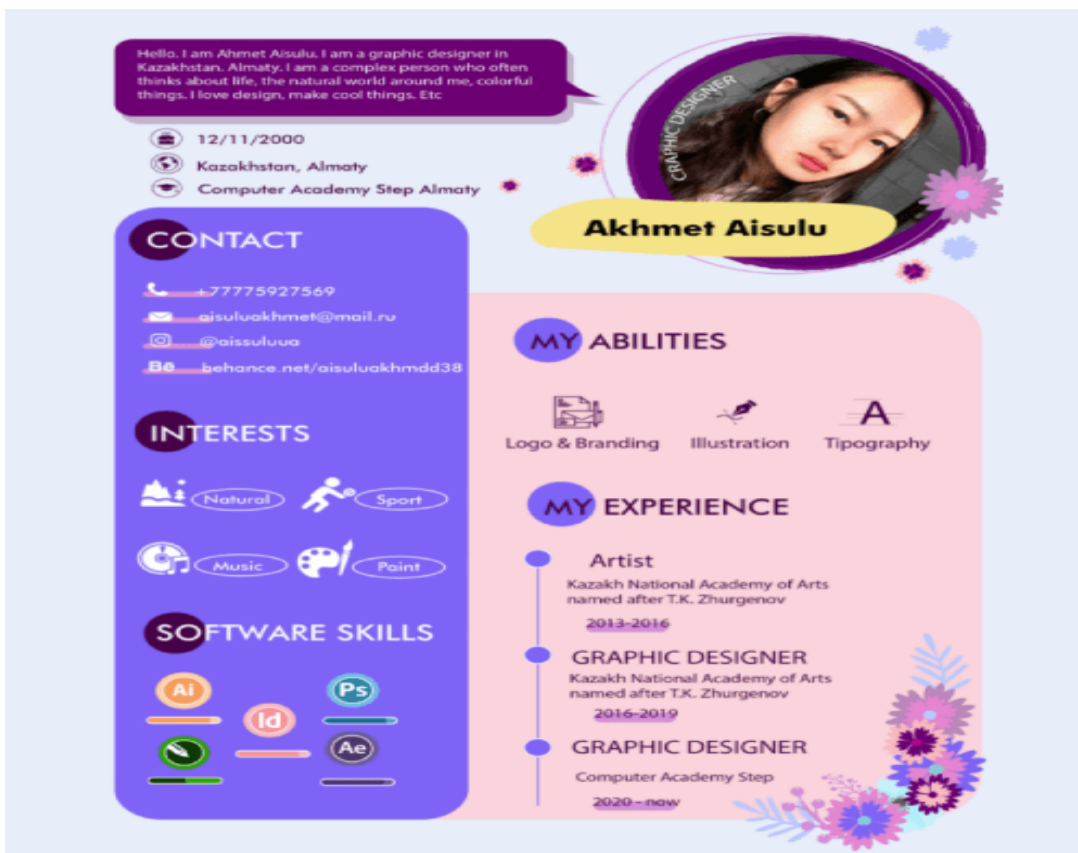 Hello. I am Ahmet Aisulu. I am a graphic designer in
Kazakhstan. Almaty. I am a complex person who often
thinks about life, the natural world around me, colorful
things. I love design, make cool things. Etc
12/11/2000
Kazakhstan, Almaty
Computer Academy Step Almaty
GRAPHIC DESIGNER
Akhmet Aisulu
CONTACT
+77775927569
aisuluakhmet@mail.ru
@aissuluua
Bē behance.net/aisuluakhmdd38
INTERESTS
Natural
Sport
Music
Paint
SOFTWARE SKILLS
Ai
Ps
Id
Ae
MY ABILITIES
A
Logo & Branding
Illustration
Tipography
MY EXPERIENCE
Artist
Kazakh National Academy of Arts
named after T.K. Zhurgenov
2013-2016
GRAPHIC DESIGNER
Kazakh National Academy of Arts
named after T.K. Zhurgenov
2016-2019
GRAPHIC DESIGNER
Computer Academy Step
2020 - now